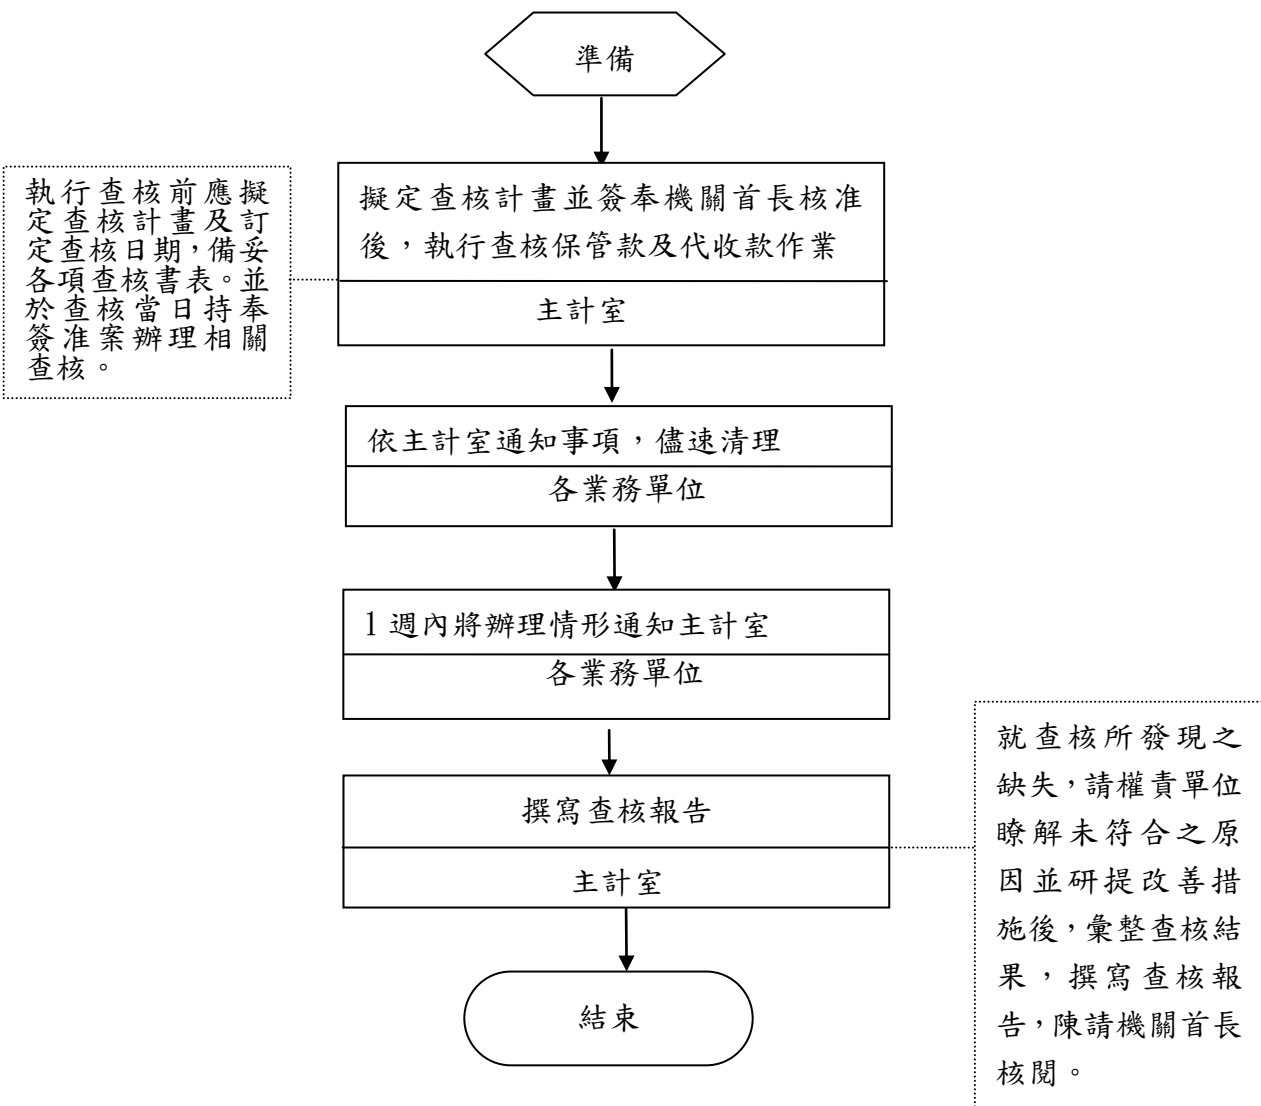 準備
執行查核前應擬
定查核計畫及訂
定查核日期，備妥
各項查核書表。並
於查核當日持奉
簽准案辦理相關
查核。
擬定查核計畫並簽奉機關首長核准
後，執行查核保管款及代收款作業
主計室
依主計室通知事項，儘速清理
各業務單位
1週內將辦理情形通知主計室
各業務單位
撰寫查核報告
主計室
就查核所發現之
缺失，請權責單位
瞭解未符合之原
因並研提改善措
施後，彙整查核結
果，撰寫查核報
告，陳請機關首長
核閱。
結束